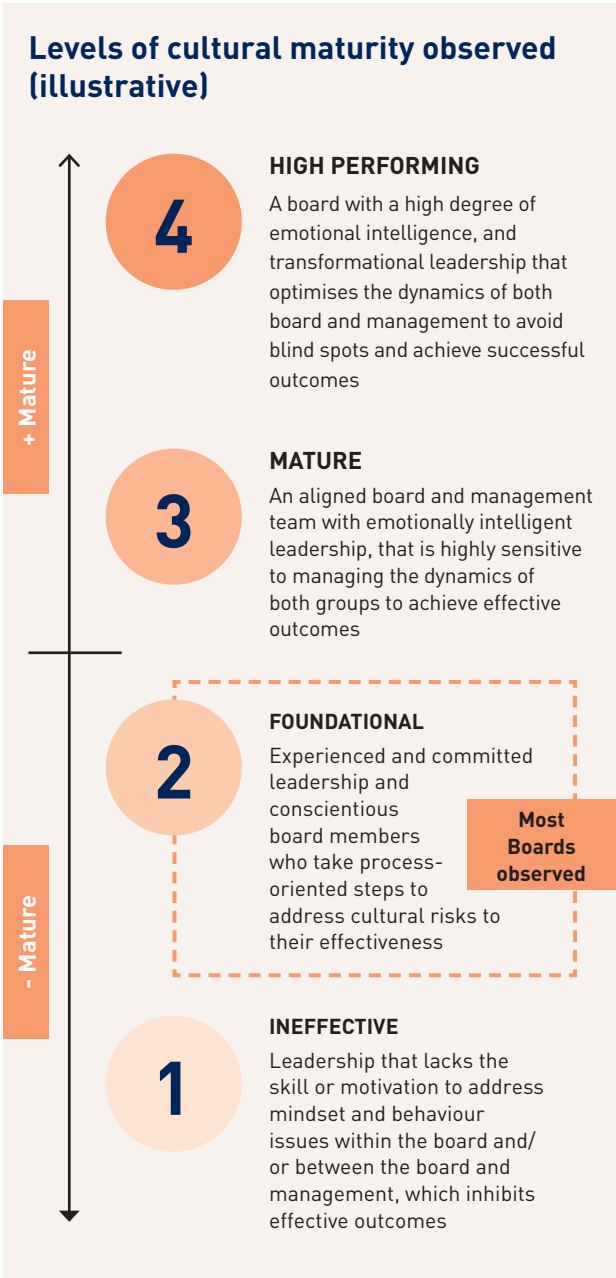 Levels of cultural maturity observed
(illustrative)
+ Mature
4
HIGH PERFORMING
A board with a high degree of
emotional intelligence, and
transformational leadership that
optimises the dynamics of both
board and management to avoid
blind spots and achieve successful
outcomes
3
MATURE
An aligned board and management
team with emotionally intelligent
leadership, that is highly sensitive
to managing the dynamics of
both groups to achieve effective
outcomes
- Mature
2
FOUNDATIONAL
Experienced and committed
leadership and
conscientious
board members
who take process-
oriented steps to
address cultural risks to
their effectiveness
Most
Boards
observed
1
INEFFECTIVE
Leadership that lacks the
skill or motivation to address
mindset and behaviour
issues within the board and/
or between the board and
management, which inhibits
effective outcomes